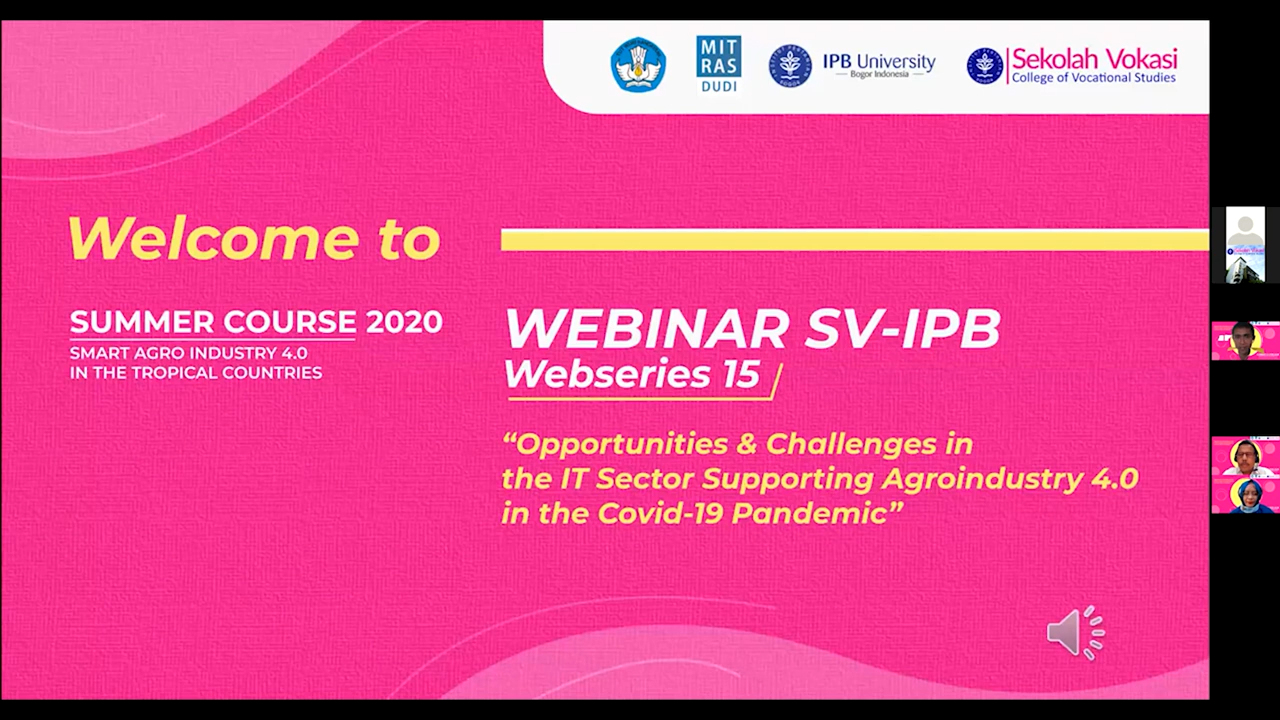 MIT
RAS
DUDI
IPB University
Bogor Indonesia
Sekolah Vokasi
College of Vocational Studies
Welcome to
SUMMER COURSE 2020
SMART AGRO INDUSTRY 4.0
IN THE TROPICAL COUNTRIES
WEBINAR SV-IPB
Webseries 15
“Opportunities & Challenges in
the IT Sector Supporting Agroindustry 4.0
in the Covid-19 Pandemic”